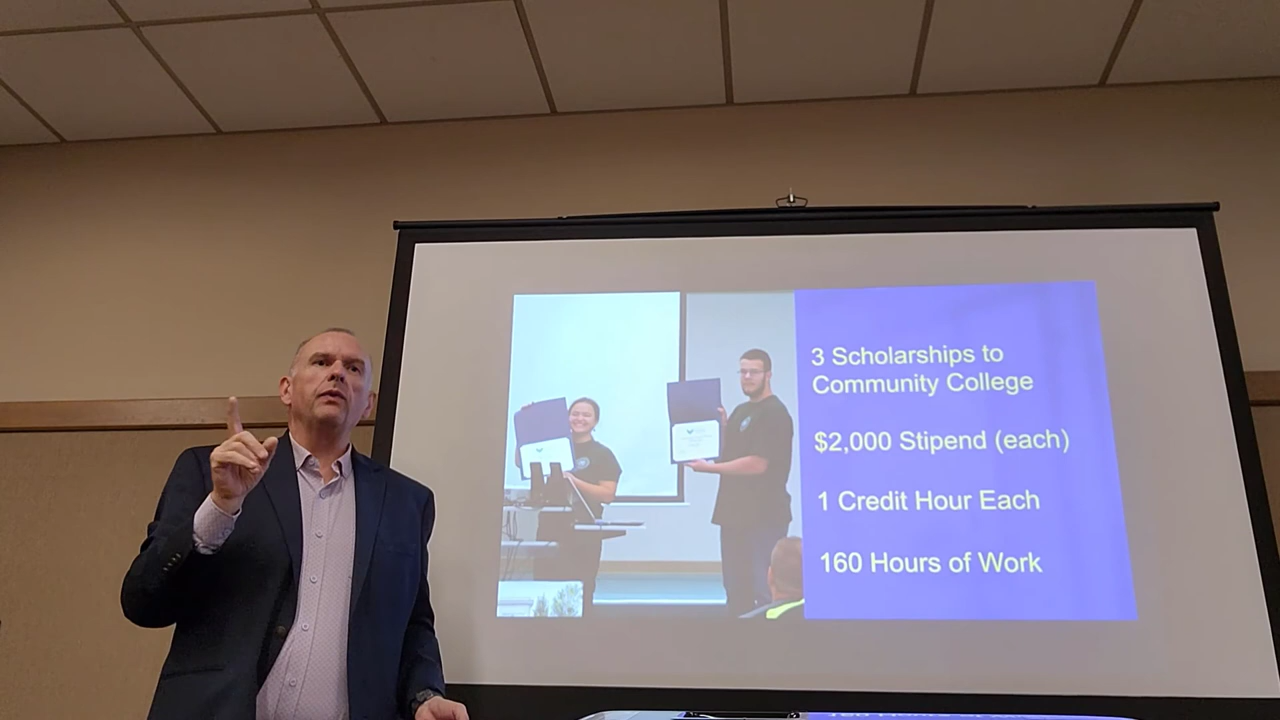 3 Scholarships to
Community College
$2,000 Stipend (each)
1 Credit Hour Each
160 Hours of Work